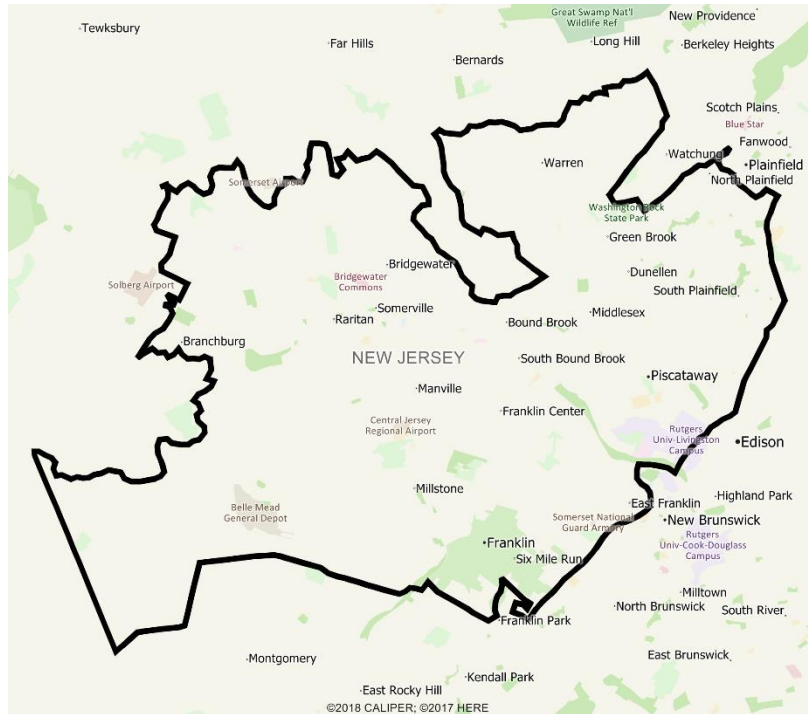 Great Swamp Nat'l
Wildlife Ref
New Providence
Tewksbury
Far Hills
Long Hill
Berkeley Heights
Bernards
Scotch Plains
Blue Star
Fanwood
Warren
Watchung
Plainfield
North Plainfield
Somerset Airport
Washington Rock
State Park
Green Brook
Bridgewater
Dunellen
Solberg Airport
Bridgewater
Commons
South Plainfield
Somerville
Raritan
Middlesex
Bound Brook
Branchburg
NEW JERSEY
South Bound Brook
Piscataway
Manville
Franklin Center
Central Jersey
Regional Airport
Rutgers
Univ-Livingston
Campus
Edison
Millstone
Highland Park
East Franklin
Belle Mead
General Depot
Somerset National
Guard Armory
New Brunswick
Franklin
Rutgers
Univ-Cook-Douglass
Campus
Six Mile Run
Milltown
North Brunswick
South River
Franklin Park
East Brunswick
Montgomery
Kendall Park
East Rocky Hill
©2018 CALIPER; ©2017 HERE